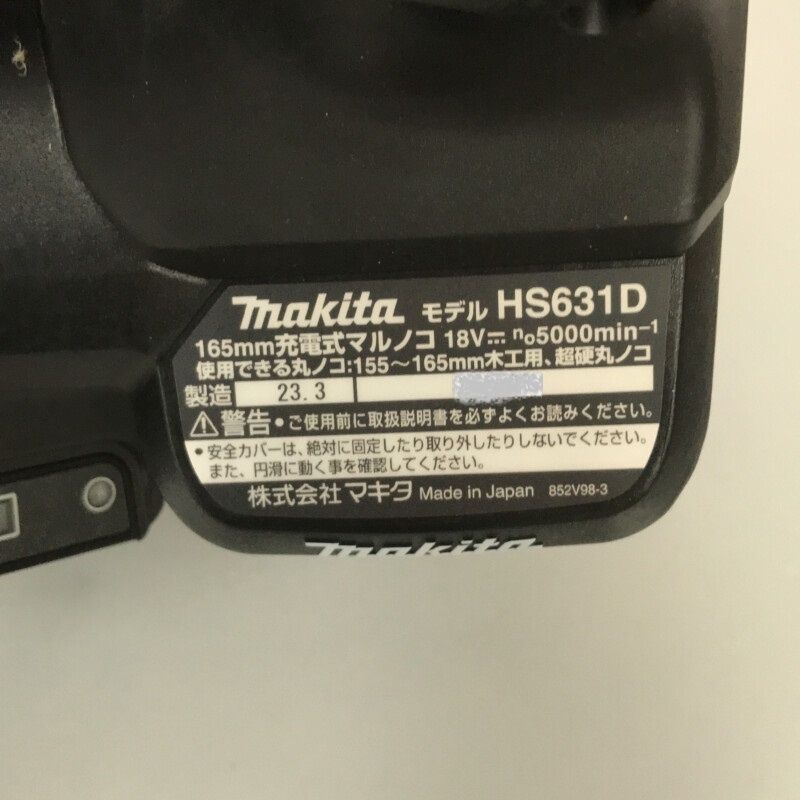 makita モデル HS631D
165mm充電式マルノコ 18V⎓ n₀5000min⁻¹
使用できる丸ノコ:155～165mm木工用、超硬丸ノコ
製造 23.3
⚠警告・ご使用前に取扱説明書を必ずよくお読みください。
・安全カバーは、絶対に固定したり取り外したりしないでください。
また、円滑に動く事を確認してください。
株式会社マキタ Made in Japan 852V98-3
makita